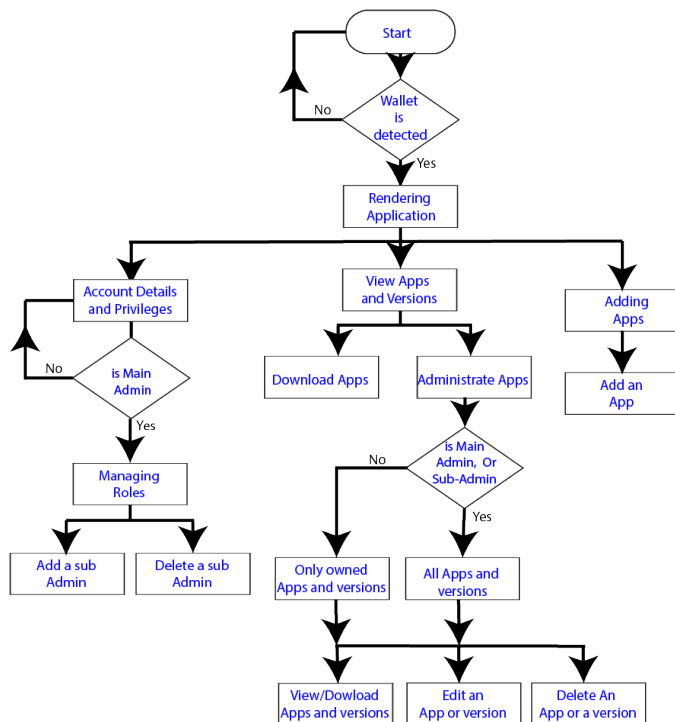 Start
Wallet
is
detected
No
Yes
Rendering
Application
Account Details
and Privileges
View Apps
and Versions
Adding
Apps
No
is Main
Admin
Yes
Download Apps
Administrate Apps
Add an
App
is Main
Admin, Or
Sub-Admin
No
Yes
Managing
Roles
Add a sub
Admin
Delete a sub
Admin
Only owned
Apps and versions
All Apps and
versions
View/Dowload
Apps and versions
Edit an
App or version
Delete An
App or a version